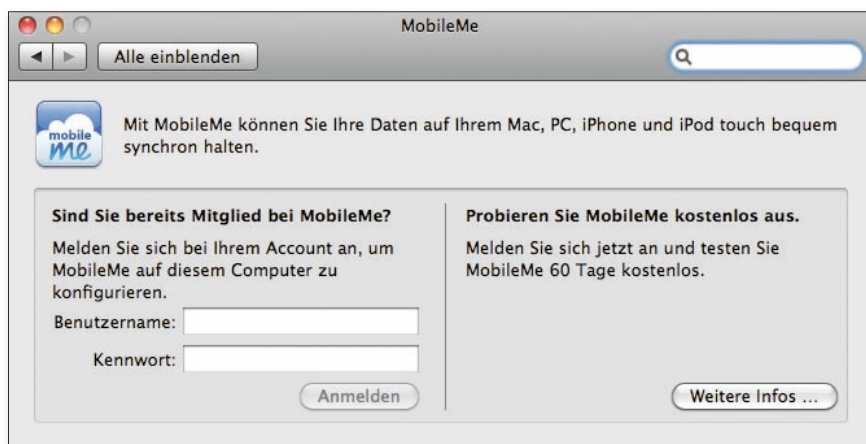 MobileMe
Alle einblenden
mobile
me
Mit MobileMe können Sie Ihre Daten auf Ihrem Mac, PC, iPhone und iPod touch bequem
synchron halten.
Sind Sie bereits Mitglied bei MobileMe?
Melden Sie sich bei Ihrem Account an, um
MobileMe auf diesem Computer zu
konfigurieren.
Benutzername:
Kennwort:
Anmelden
Probieren Sie MobileMe kostenlos aus.
Melden Sie sich jetzt an und testen Sie
MobileMe 60 Tage kostenlos.
Weitere Infos ...